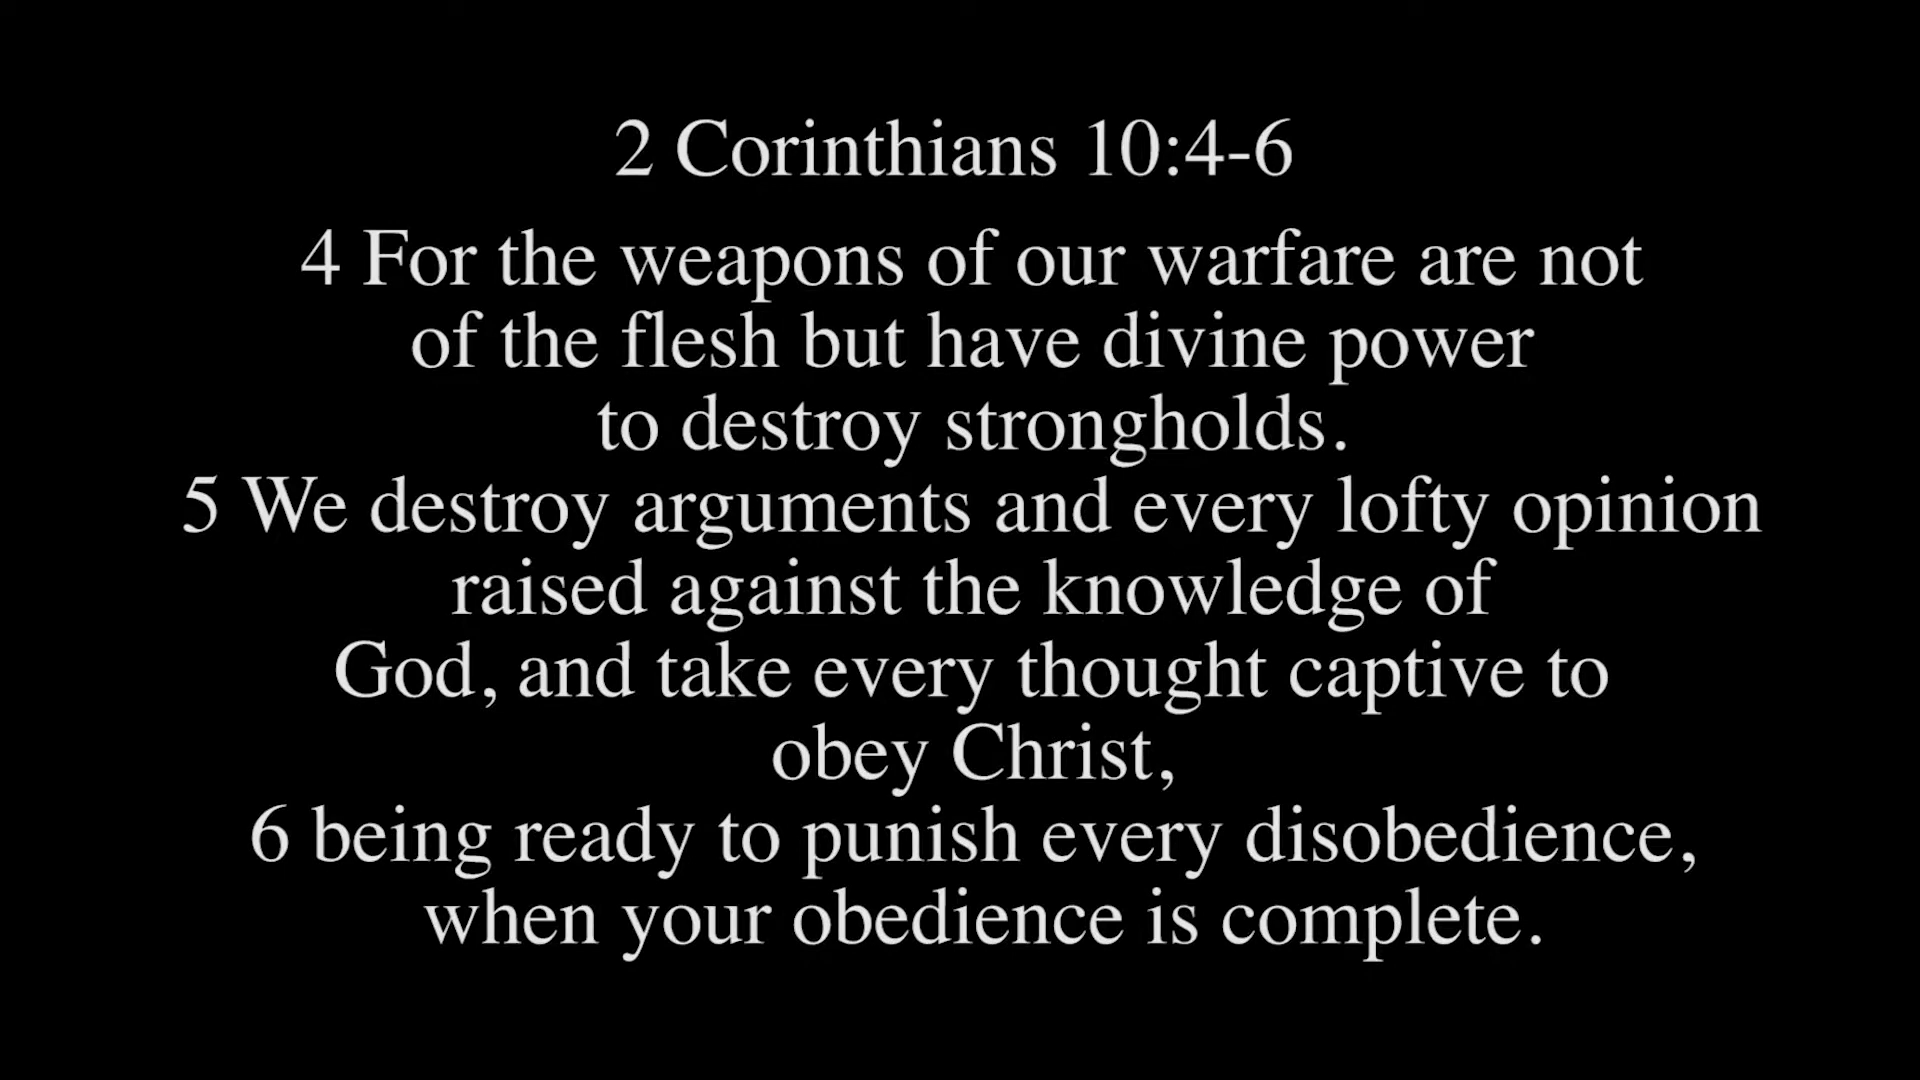 2 Corinthians 10:4-6
4 For the weapons of our warfare are not
of the flesh but have divine power
to destroy strongholds.
5 We destroy arguments and every lofty opinion
raised against the knowledge of
God, and take every thought captive to
obey Christ,
6 being ready to punish every disobedience,
when your obedience is complete.